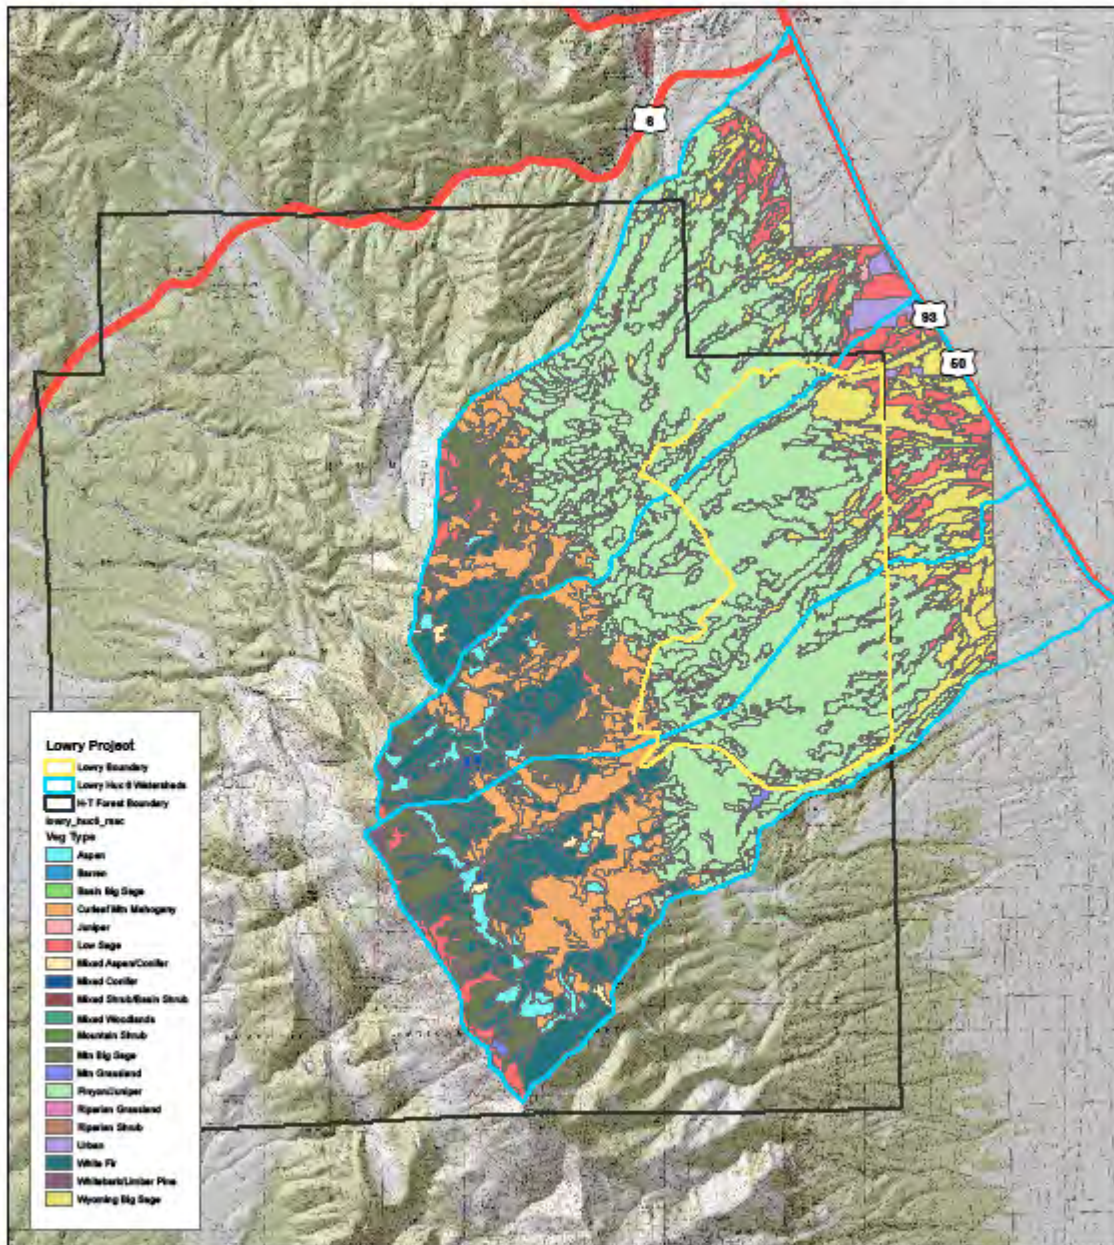 6
93
50
Lowry Project
Lowry Boundary
Lowry Huc 6 Watersheds
H-T Forest Boundary
lowry_huc6_rsac
Veg Type
Aspen
Barren
Basin Big Sage
Curleaf Mtn Mahogany
Juniper
Low Sage
Mixed Aspen/Conifer
Mixed Conifer
Mixed Shrub/Basin Shrub
Mixed Woodlands
Mountain Shrub
Mtn Big Sage
Mtn Grassland
Pinyon/Juniper
Riparian Grassland
Riparian Shrub
Urban
White Fir
Whitebark/Limber Pine
Wyoming Big Sage